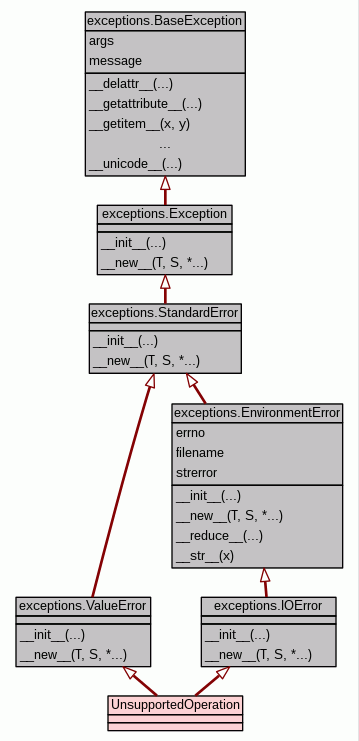 exceptions.BaseException
args
message
__delattr__(...)
__getattribute__(...)
__getitem__(x, y)
...
__unicode__(...)
exceptions.Exception
__init__(...)
__new__(T, S, *...)
exceptions.StandardError
__init__(...)
__new__(T, S, *...)
exceptions.EnvironmentError
errno
filename
strerror
__init__(...)
__new__(T, S, *...)
__reduce__(...)
__str__(x)
exceptions.ValueError
__init__(...)
__new__(T, S, *...)
exceptions.IOError
__init__(...)
__new__(T, S, *...)
UnsupportedOperation